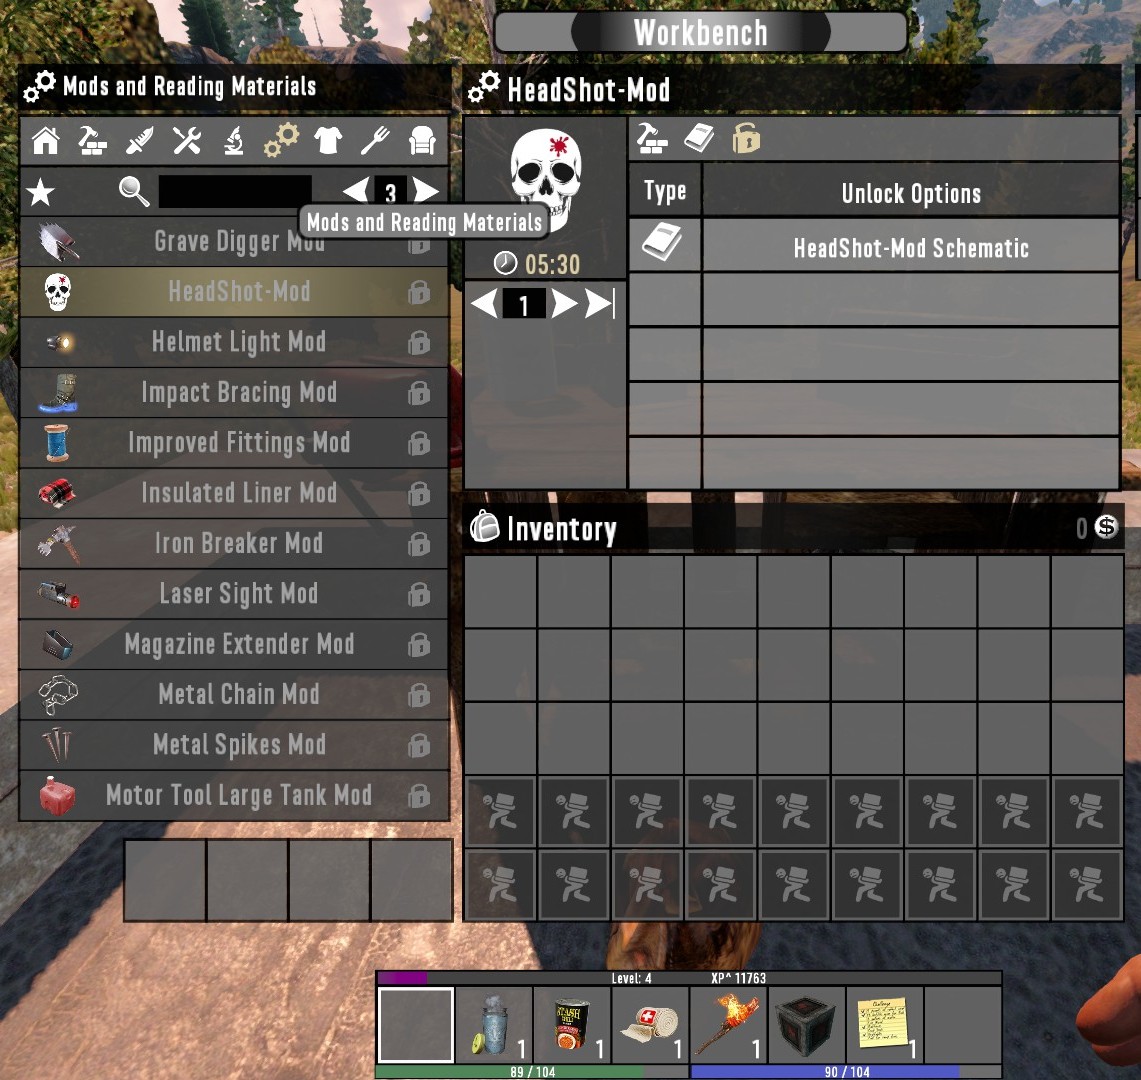 Workbench
Mods and Reading Materials
3
Mods and Reading Materials
Grave Digger Mod
HeadShot-Mod
Helmet Light Mod
Impact Bracing Mod
Improved Fittings Mod
Insulated Liner Mod
Iron Breaker Mod
Laser Sight Mod
Magazine Extender Mod
Metal Chain Mod
Metal Spikes Mod
Motor Tool Large Tank Mod
HeadShot-Mod
05:30
1
Type Unlock Options
HeadShot-Mod Schematic
Inventory 0
Level: 4 XP^ 11763
1 1 1 1 1
89 / 104 90 / 104